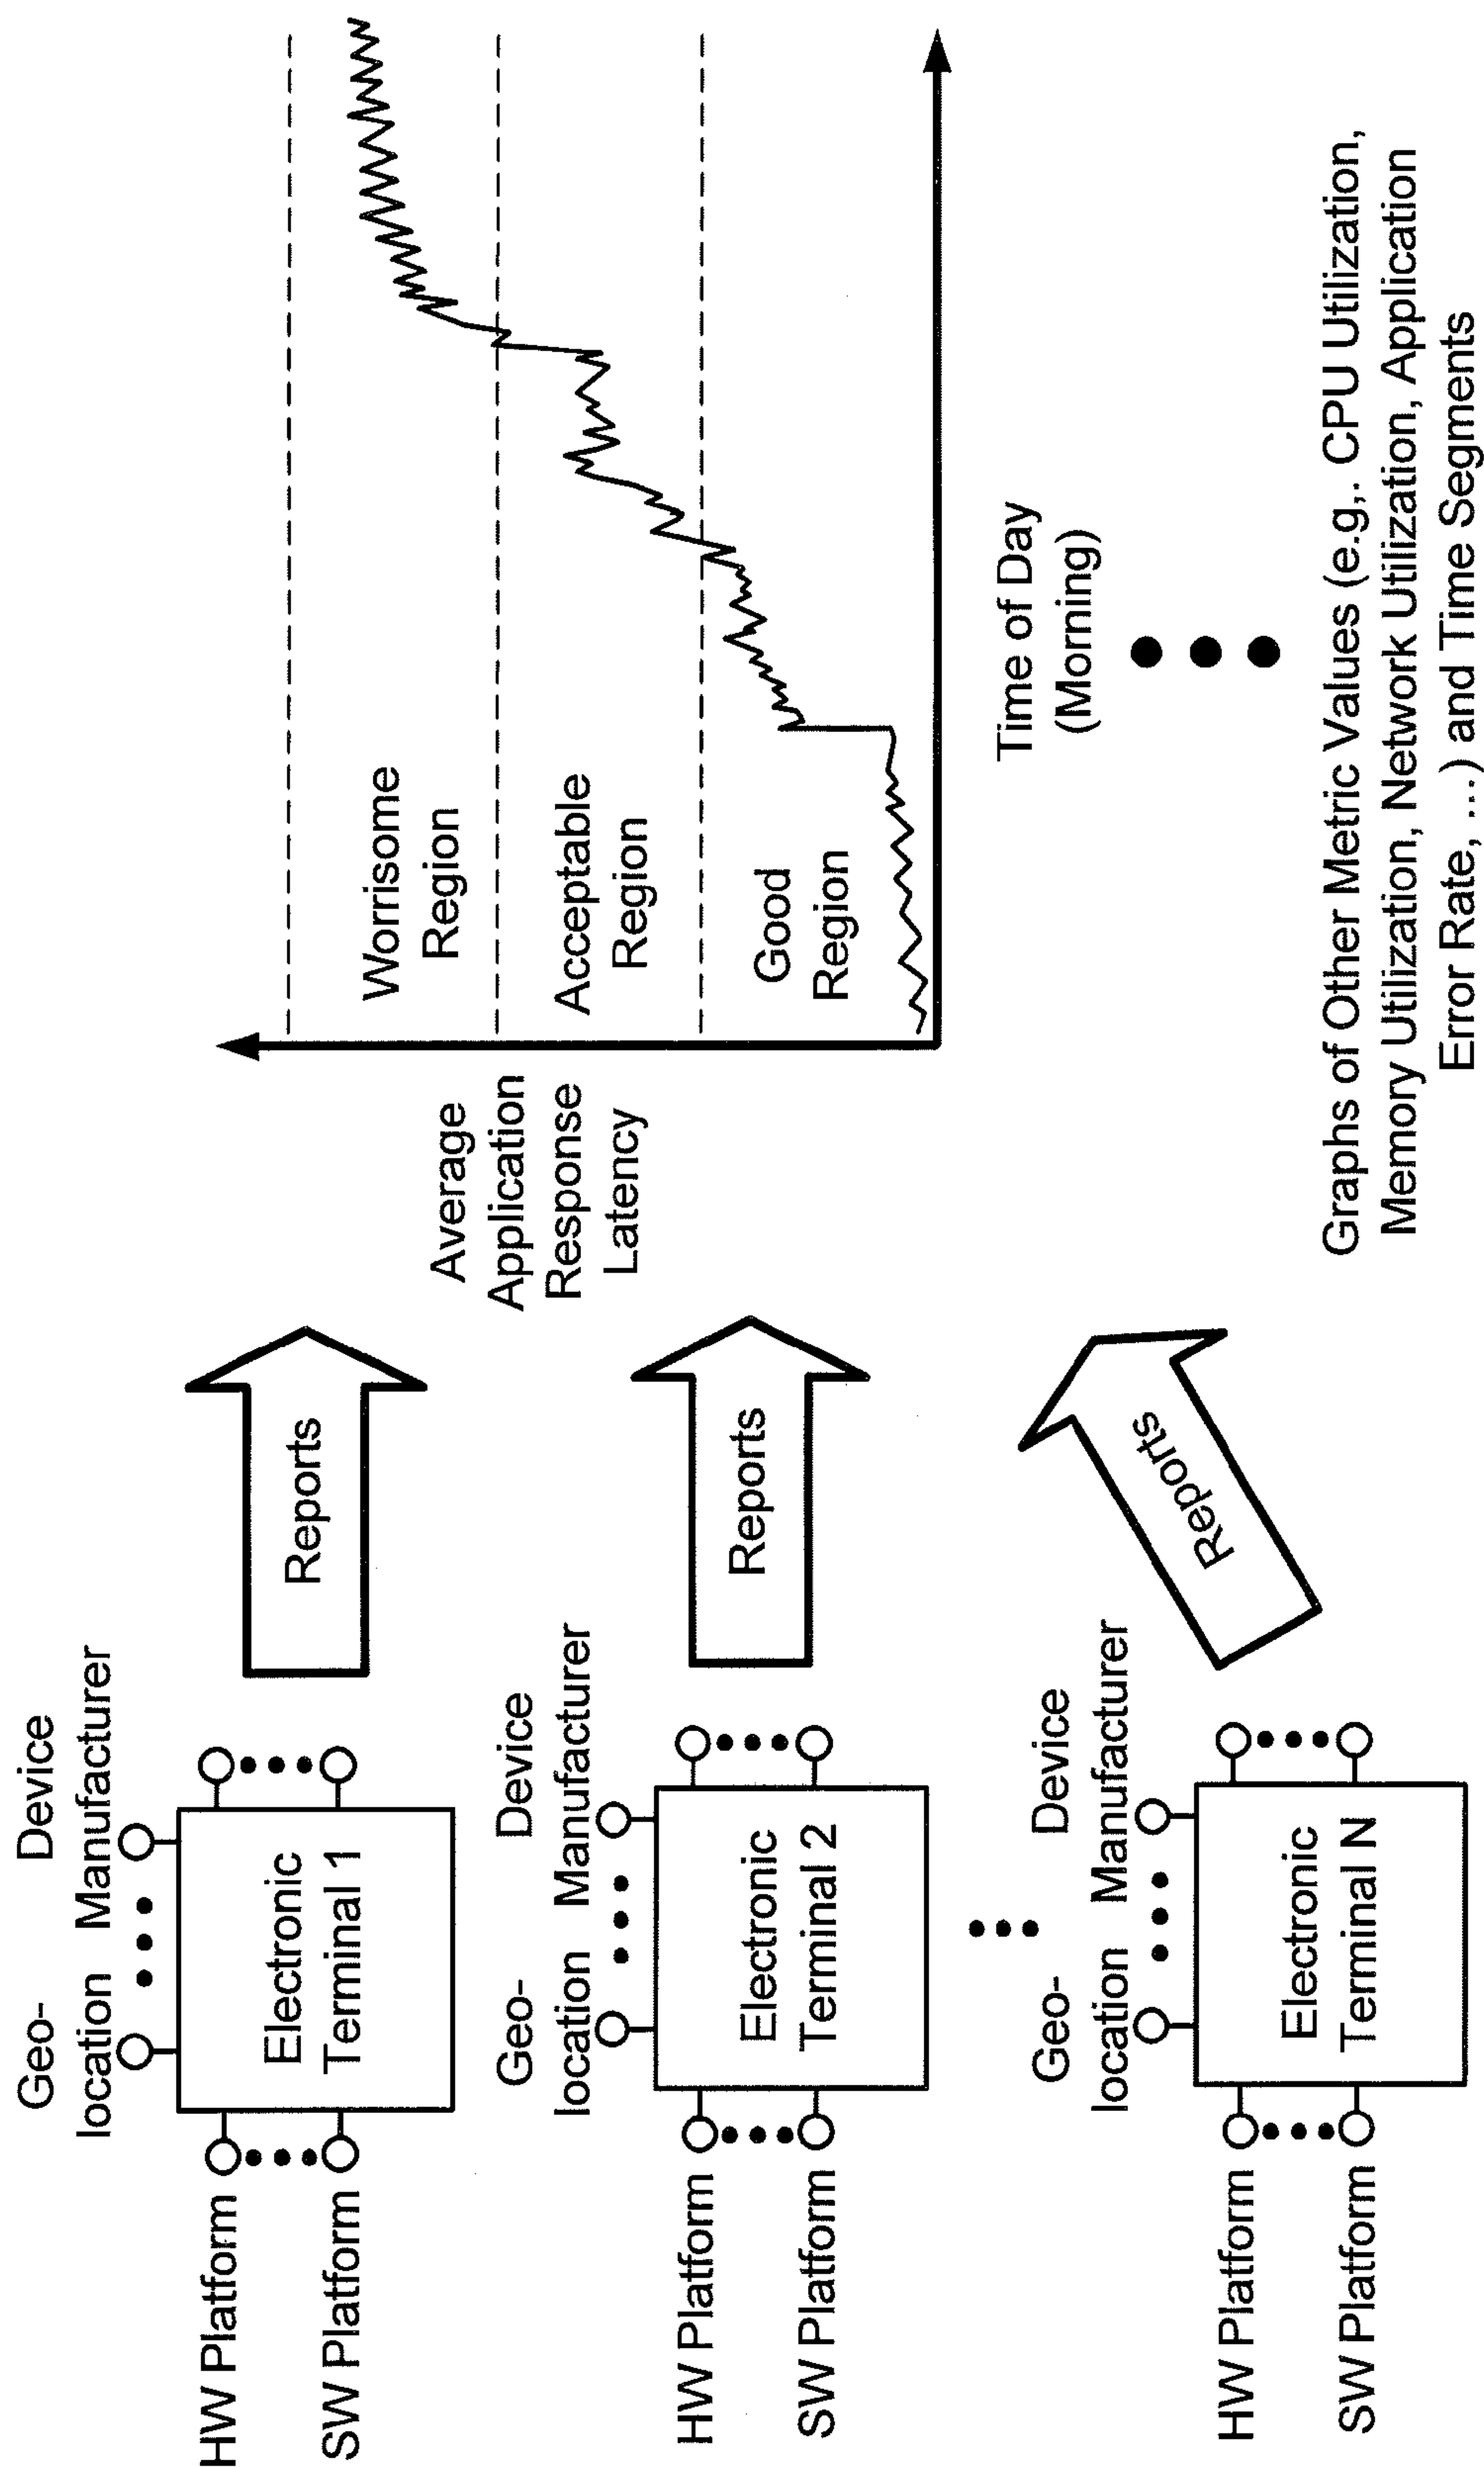 Geo-
location
Device
Manufacturer
HW Platform
SW Platform
Electronic
Terminal 1
Reports
Geo-
location
Device
Manufacturer
HW Platform
SW Platform
Electronic
Terminal 2
Reports
Geo-
location
Device
Manufacturer
HW Platform
SW Platform
Electronic
Terminal N
Reports
Average
Application
Response
Latency
Worrisome
Region
Acceptable
Region
Good
Region
Time of Day
(Morning)
Graphs of Other Metric Values (e.g,. CPU Utilization,
Memory Utilization, Network Utilization, Application
Error Rate, ...) and Time Segments